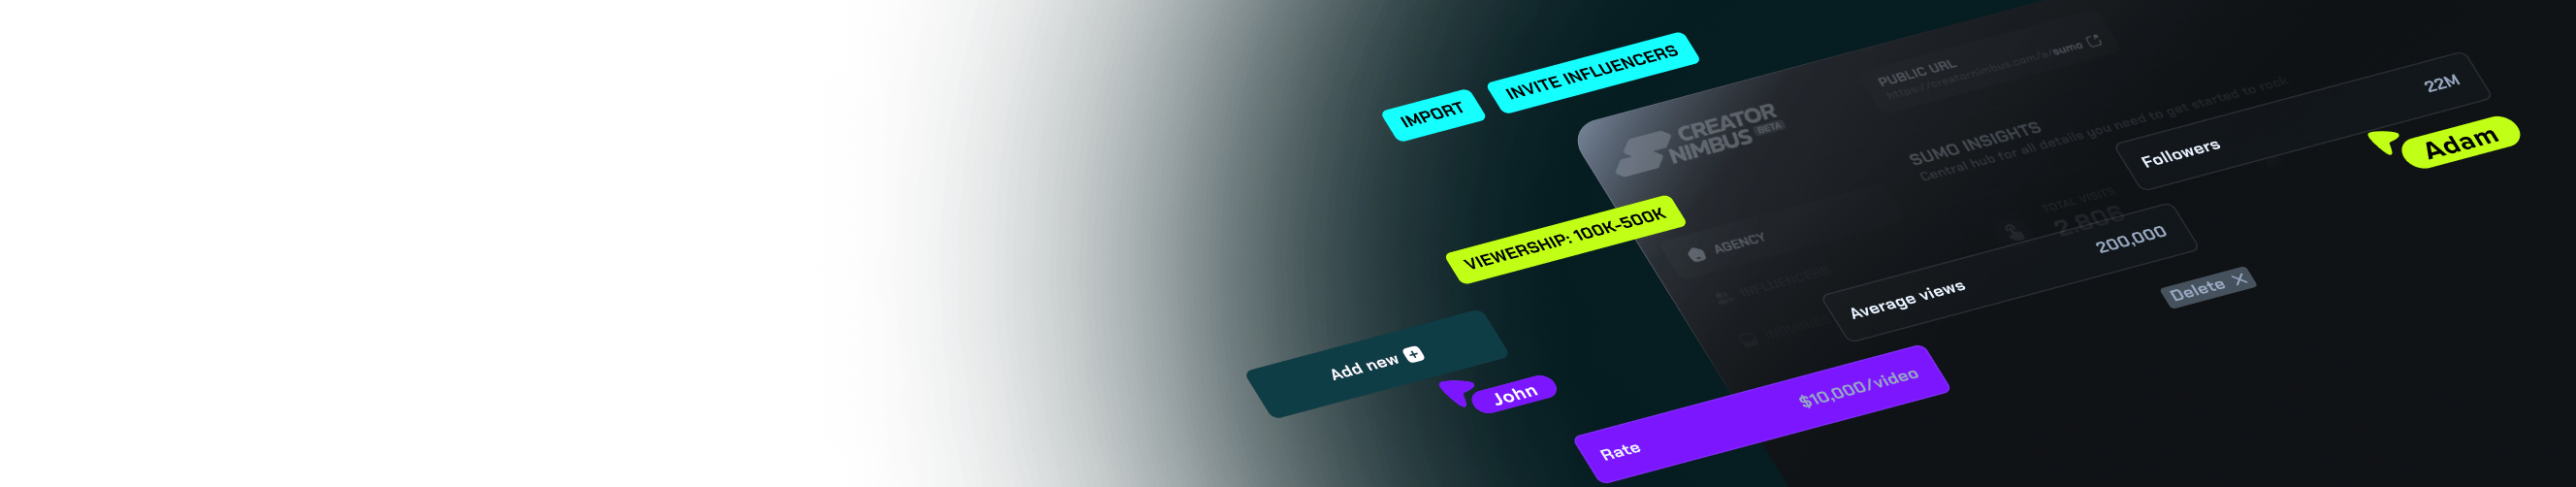 IMPORT
INVITE INFLUENCERS
PUBLIC URL
https://creatornimbus.com/a/sumo
CREATOR
NIMBUS BETA
SUMO INSIGHTS
Central hub for all details you need to get started to rock
Followers 22M
Adam
VIEWERSHIP: 100K-500K
AGENCY
TOTAL VISITS
2.806
INFLUENCERS
INQUIRIES
Average views 200,000
Delete
Add new
John
Rate $10,000/video